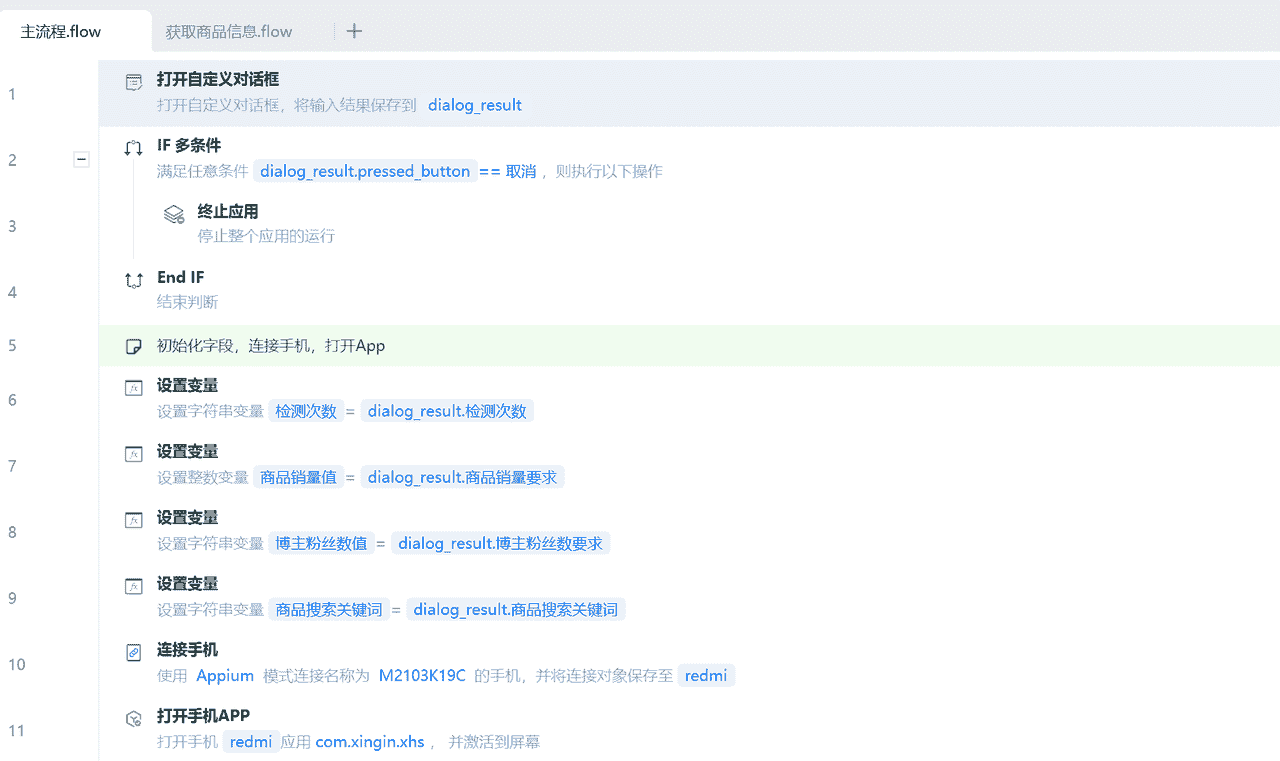 主流程.flow 获取商品信息.flow
1 打开自定义对话框
打开自定义对话框，将输入结果保存到 dialog_result
2 IF 多条件
满足任意条件 dialog_result.pressed_button == 取消 ，则执行以下操作
3 终止应用
停止整个应用的运行
4 End IF
结束判断
5 初始化字段，连接手机，打开App
6 设置变量
设置字符串变量 检测次数 = dialog_result.检测次数
7 设置变量
设置整数变量 商品销量值 = dialog_result.商品销量要求
8 设置变量
设置字符串变量 博主粉丝数值 = dialog_result.博主粉丝数要求
9 设置变量
设置字符串变量 商品搜索关键词 = dialog_result.商品搜索关键词
10 连接手机
使用 Appium 模式连接名称为 M2103K19C 的手机，并将连接对象保存至 redmi
11 打开手机APP
打开手机 redmi 应用 com.xingin.xhs ， 并激活到屏幕